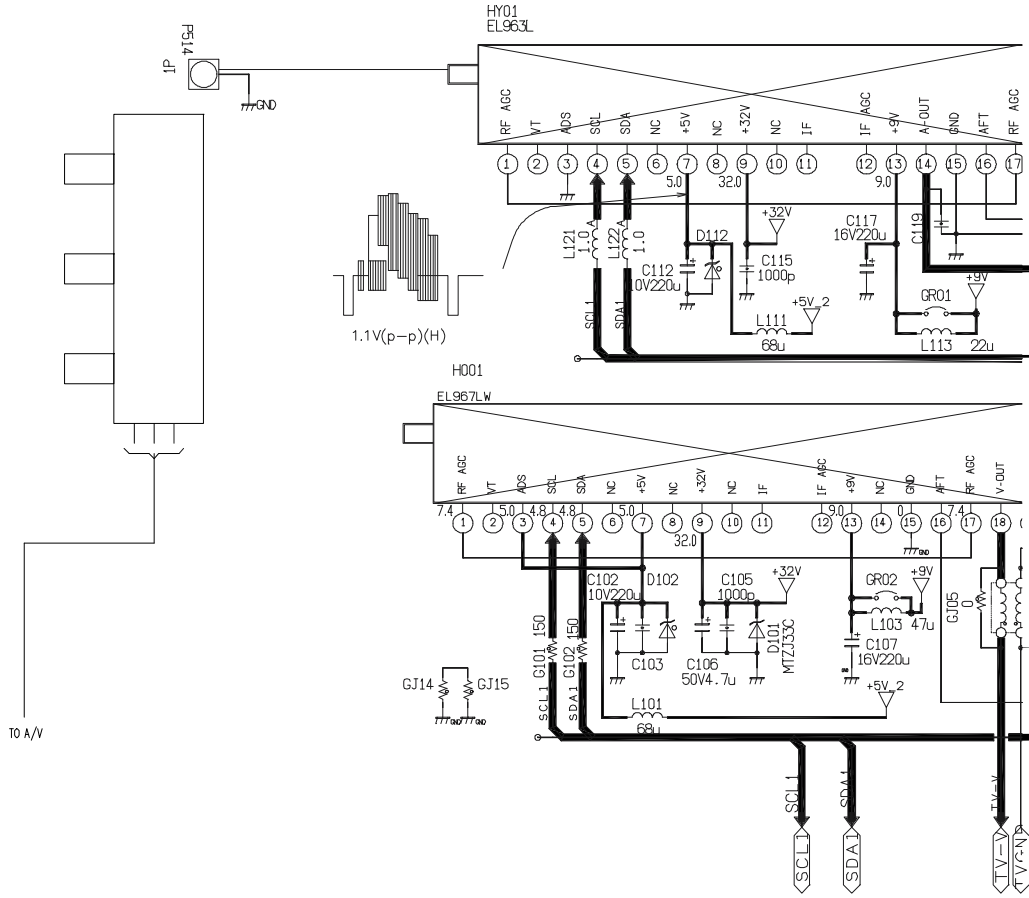 HY01
EL963L
P514
1P
GND
RF AGC
VT
ADS
SCL
SDA
NC
+5V
NC
+32V
NC
IF
IF AGC
+9V
A-OUT
GND
AFT
RF AGC
1
2
3
4
5
6
7
8
9
10
11
12
13
14
15
16
17
5.0
32.0
9.0
L121
1.0
A
L122
1.0
A
D112
+32V
C112
10V220u
C115
1000p
C117
16V220u
C119
+9V
GR01
+5V_2
L111
68u
L113
22u
SCL1
SDA1
1.1V(p-p)(H)
H001
EL967LW
RF AGC
VT
ADS
SCL
SDA
NC
+5V
NC
+32V
NC
IF
IF AGC
+9V
NC
GND
AFT
RF AGC
V-OUT
7.4
1
2
5.0
3
4.8
4
4.8
5
6
5.0
7
8
9
10
11
12
9.0
13
14
0
15
16
7.4
17
18
32.0
GND
C102
10V220u
D102
C105
1000p
+32V
GR02
+9V
L103
47u
GJ05
0
D101
MTZJ33C
C107
16V220u
G101 150
G102 150
C103
C106
50V4.7u
GND
GJ14
GJ15
GND
GND
SCL1
SDA1
L101
68u
+5V_2
TO A/V
SCL1
SDA1
TV-V
SCL1
SDA1
TV-V
TVGND